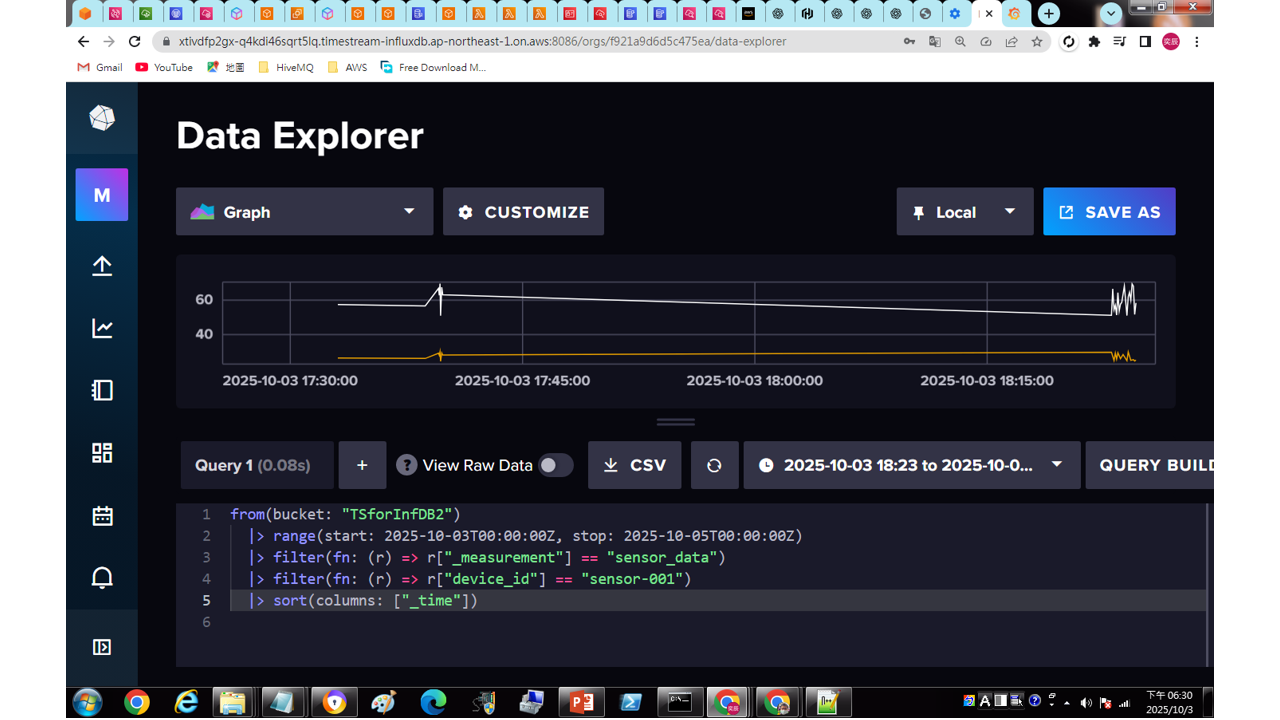 xtivdfp2gx-q4kdi46sqrt5lq.timestream-influxdb.ap-northeast-1.on.aws:8086/orgs/f921a9d6d5c475ea/data-explorer
奕辰
Gmail YouTube 地圖 HiveMQ AWS Free Download M...
Data Explorer
M
Graph CUSTOMIZE Local SAVE AS
60
40
2025-10-03 17:30:00 2025-10-03 17:45:00 2025-10-03 18:00:00 2025-10-03 18:15:00
Query 1 (0.08s) + ? View Raw Data CSV 2025-10-03 18:23 to 2025-10-0... QUERY BUILD
1 from(bucket: "TSforInfDB2")
2 |> range(start: 2025-10-03T00:00:00Z, stop: 2025-10-05T00:00:00Z)
3 |> filter(fn: (r) => r["_measurement"] == "sensor_data")
4 |> filter(fn: (r) => r["device_id"] == "sensor-001")
5 |> sort(columns: ["_time"])
6
下午 06:30
2025/10/3